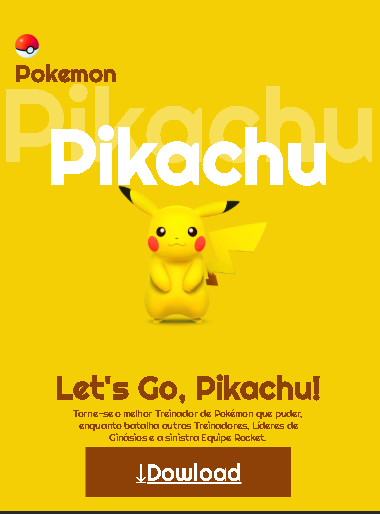 Pokemon
Pikachu
Pikachu
Let's Go, Pikachu!
Torne-se o melhor Treinador de Pokémon que puder,
enquanto batalha outros Treinadores, Líderes de
Ginásios e a sinistra Equipe Rocket.
↓Dowload